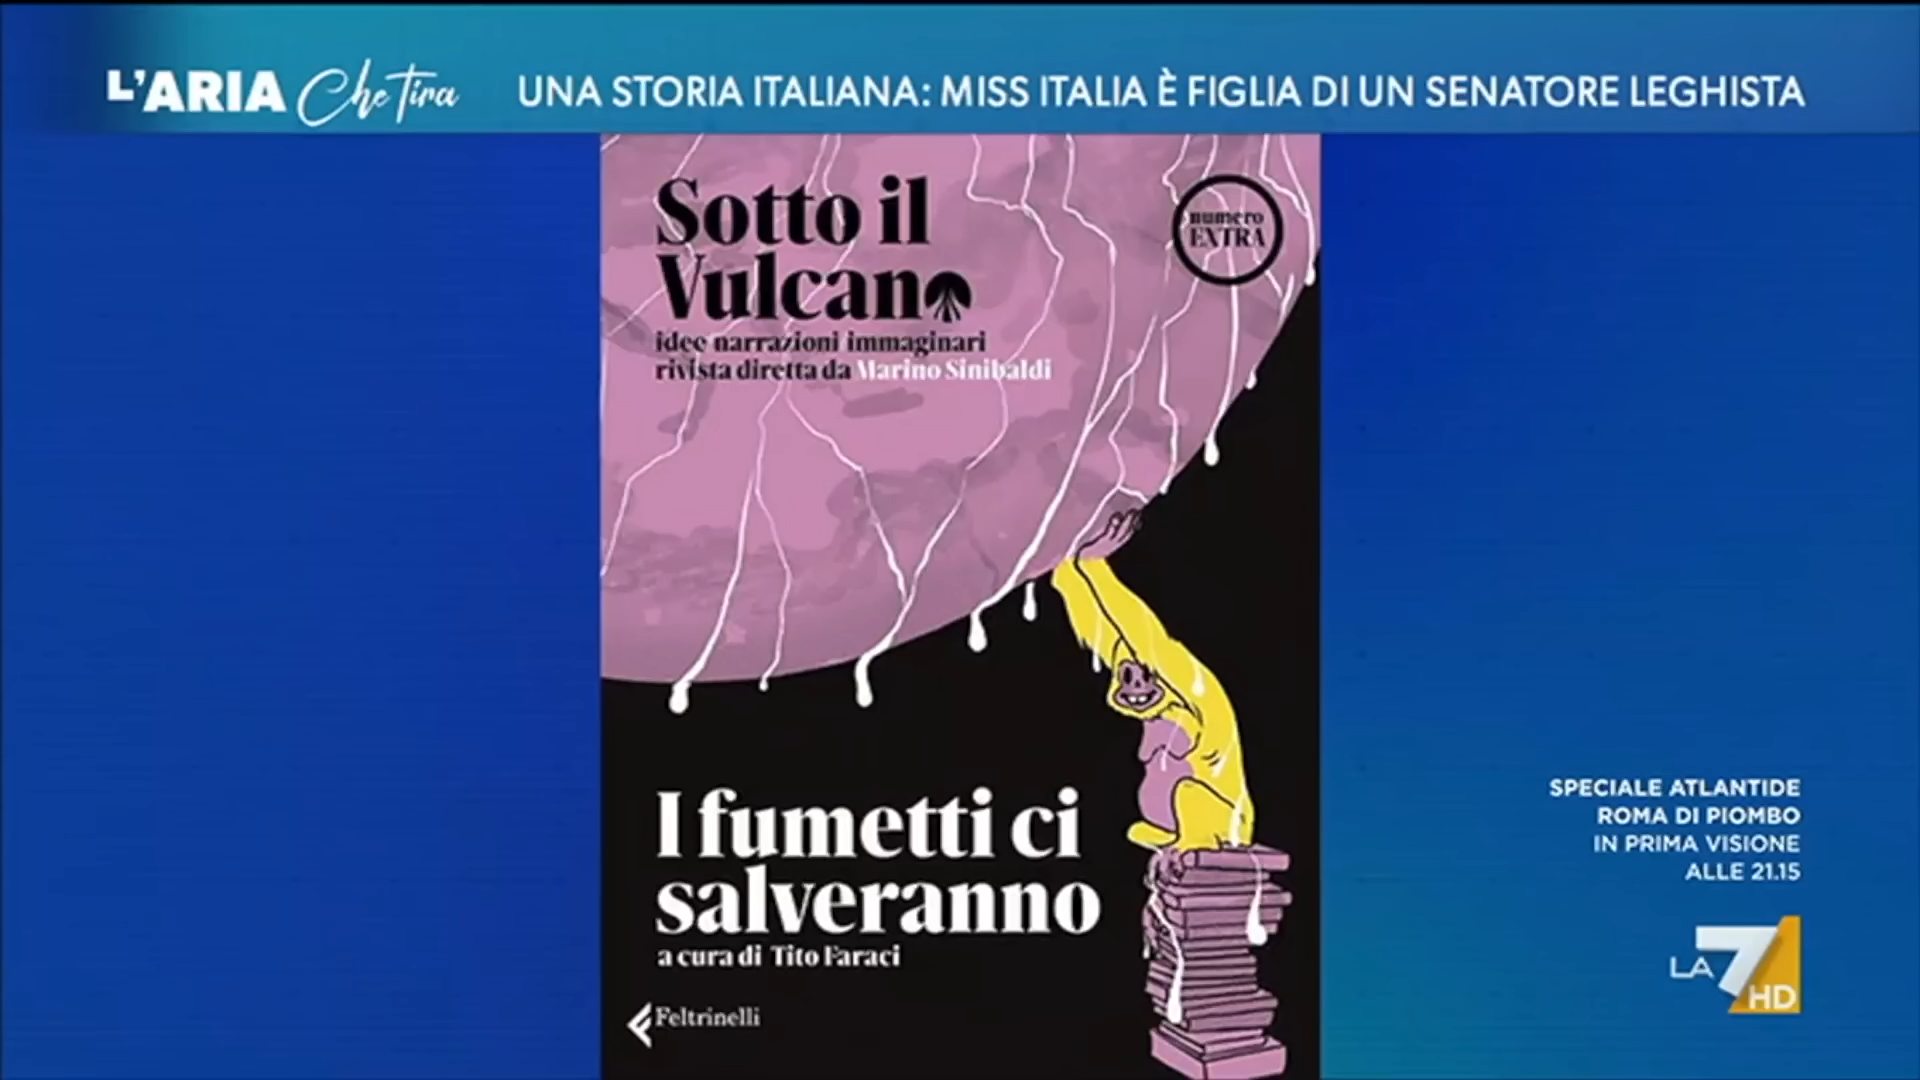 L'ARIA Che Tira
UNA STORIA ITALIANA: MISS ITALIA È FIGLIA DI UN SENATORE LEGHISTA
Sotto il
Vulcano
idee narrazioni immaginari
rivista diretta da Marino Sinibaldi
numero
EXTRA
I fumetti ci
salveranno
a cura di Tito Faraci
Feltrinelli
SPECIALE ATLANTIDE
ROMA DI PIOMBO
IN PRIMA VISIONE
ALLE 21.15
LA 7 HD